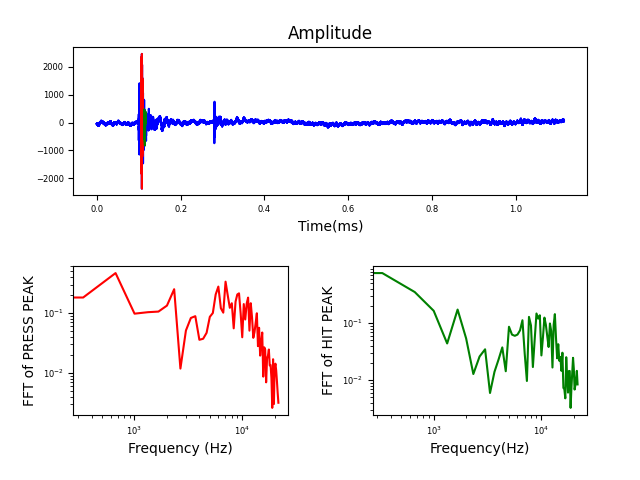 Amplitude
2000
1000
0
−1000
−2000
0.0 0.2 0.4 0.6 0.8 1.0
Time(ms)
FFT of PRESS PEAK
10⁻¹
10⁻²
10³ 10⁴
Frequency (Hz)
FFT of HIT PEAK
10⁻¹
10⁻²
10³ 10⁴
Frequency(Hz)